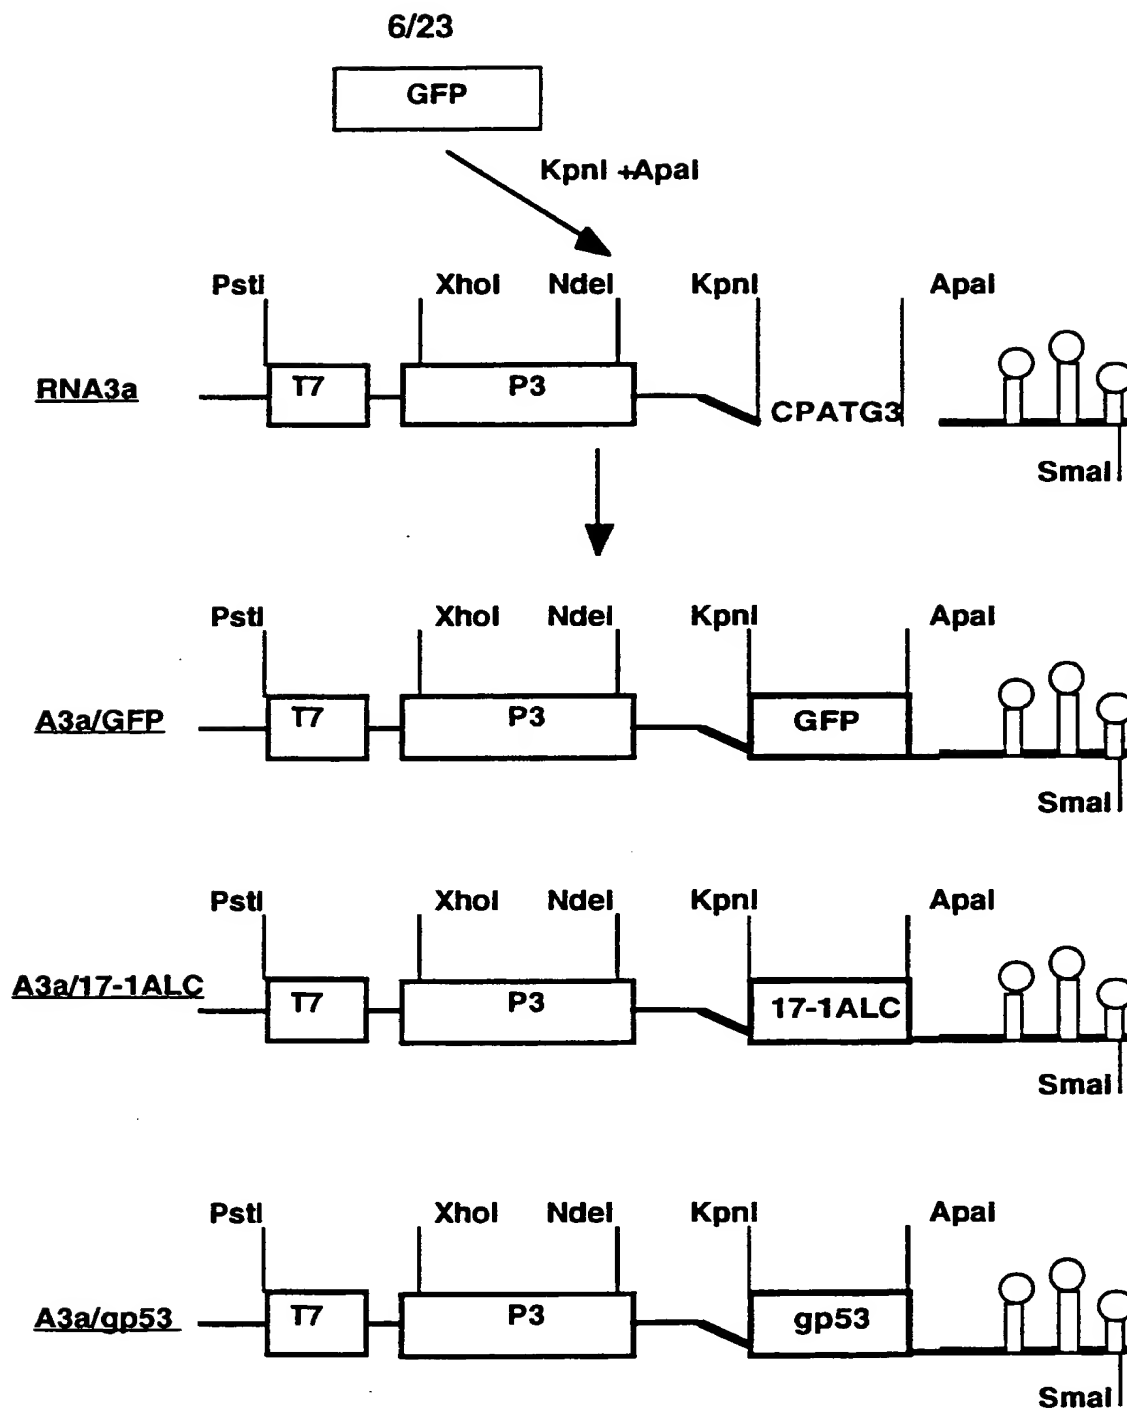 6/23
GFP
KpnI +ApaI
PstI XhoI NdeI KpnI ApaI
RNA3a T7 P3 CPATG3
SmaI
PstI XhoI NdeI KpnI ApaI
A3a/GFP T7 P3 GFP
SmaI
PstI XhoI NdeI KpnI ApaI
A3a/17-1ALC T7 P3 17-1ALC
SmaI
PstI XhoI NdeI KpnI ApaI
A3a/gp53 T7 P3 gp53
SmaI